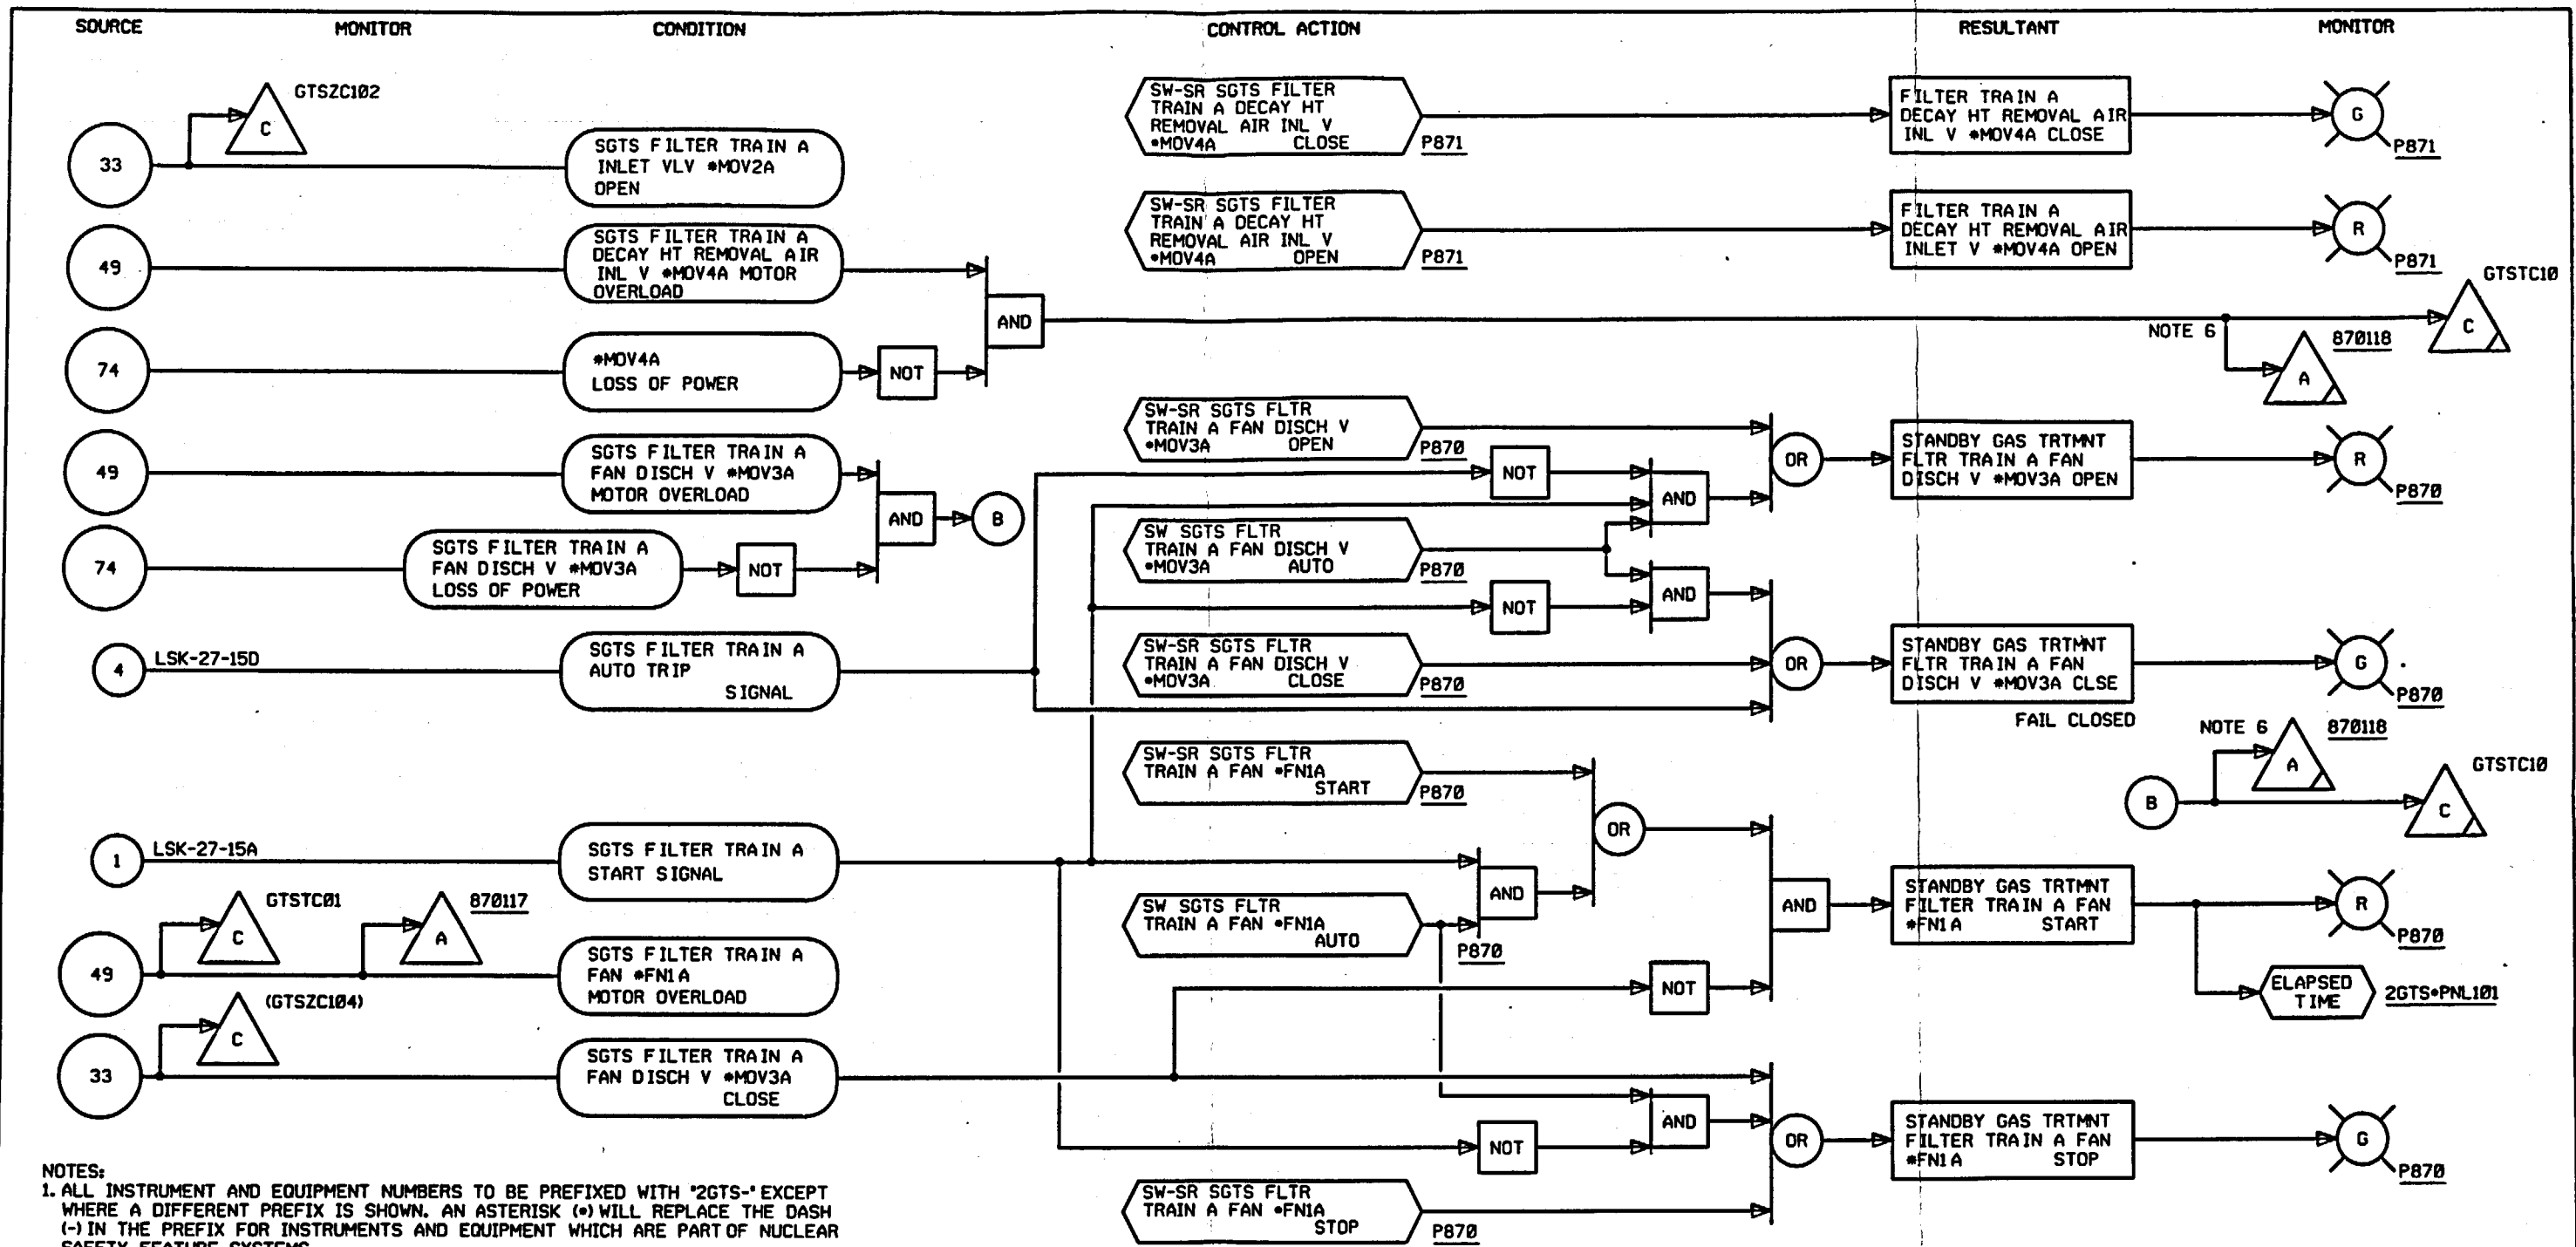 SOURCE MONITOR CONDITION CONTROL ACTION RESULTANT MONITOR
33
C
GTSZC102
SGTS FILTER TRAIN A
INLET VLV *MOV2A
OPEN
SW-SR SGTS FILTER
TRAIN A DECAY HT
REMOVAL AIR INL V
*MOV4A CLOSE
P871
FILTER TRAIN A
DECAY HT REMOVAL AIR
INL V *MOV4A CLOSE
G
P871
SW-SR SGTS FILTER
TRAIN A DECAY HT
REMOVAL AIR INL V
*MOV4A OPEN
P871
FILTER TRAIN A
DECAY HT REMOVAL AIR
INLET V *MOV4A OPEN
R
P871
49
SGTS FILTER TRAIN A
DECAY HT REMOVAL AIR
INL V *MOV4A MOTOR
OVERLOAD
AND
NOTE 6
A
870118
C
GTSTC10
74
*MOV4A
LOSS OF POWER
NOT
49
SGTS FILTER TRAIN A
FAN DISCH V *MOV3A
MOTOR OVERLOAD
AND
B
74
SGTS FILTER TRAIN A
FAN DISCH V *MOV3A
LOSS OF POWER
NOT
SW-SR SGTS FLTR
TRAIN A FAN DISCH V
*MOV3A OPEN
P870
NOT
AND
OR
STANDBY GAS TRTMNT
FLTR TRAIN A FAN
DISCH V *MOV3A OPEN
R
P870
SW SGTS FLTR
TRAIN A FAN DISCH V
*MOV3A AUTO
P870
NOT
AND
4
LSK-27-15D
SGTS FILTER TRAIN A
AUTO TRIP
SIGNAL
SW-SR SGTS FLTR
TRAIN A FAN DISCH V
*MOV3A CLOSE
P870
OR
STANDBY GAS TRTMNT
FLTR TRAIN A FAN
DISCH V *MOV3A CLSE
FAIL CLOSED
G
P870
NOTE 6
A
870118
B
C
GTSTC10
SW-SR SGTS FLTR
TRAIN A FAN *FN1A
START
P870
OR
1
LSK-27-15A
SGTS FILTER TRAIN A
START SIGNAL
AND
SW SGTS FLTR
TRAIN A FAN *FN1A
AUTO
P870
AND
STANDBY GAS TRTMNT
FILTER TRAIN A FAN
*FN1A START
R
P870
ELAPSED
TIME
2GTS*PNL101
49
C
GTSTC01
A
870117
SGTS FILTER TRAIN A
FAN *FN1A
MOTOR OVERLOAD
NOT
33
C
(GTSZC104)
SGTS FILTER TRAIN A
FAN DISCH V *MOV3A
CLOSE
NOT
AND
OR
STANDBY GAS TRTMNT
FILTER TRAIN A FAN
*FN1A STOP
G
P870
SW-SR SGTS FLTR
TRAIN A FAN *FN1A
STOP
P870
NOTES:
1. ALL INSTRUMENT AND EQUIPMENT NUMBERS TO BE PREFIXED WITH "2GTS-" EXCEPT
WHERE A DIFFERENT PREFIX IS SHOWN. AN ASTERISK (*) WILL REPLACE THE DASH
(-) IN THE PREFIX FOR INSTRUMENTS AND EQUIPMENT WHICH ARE PART OF NUCLEAR
SAFETY FEATURE SYSTEMS